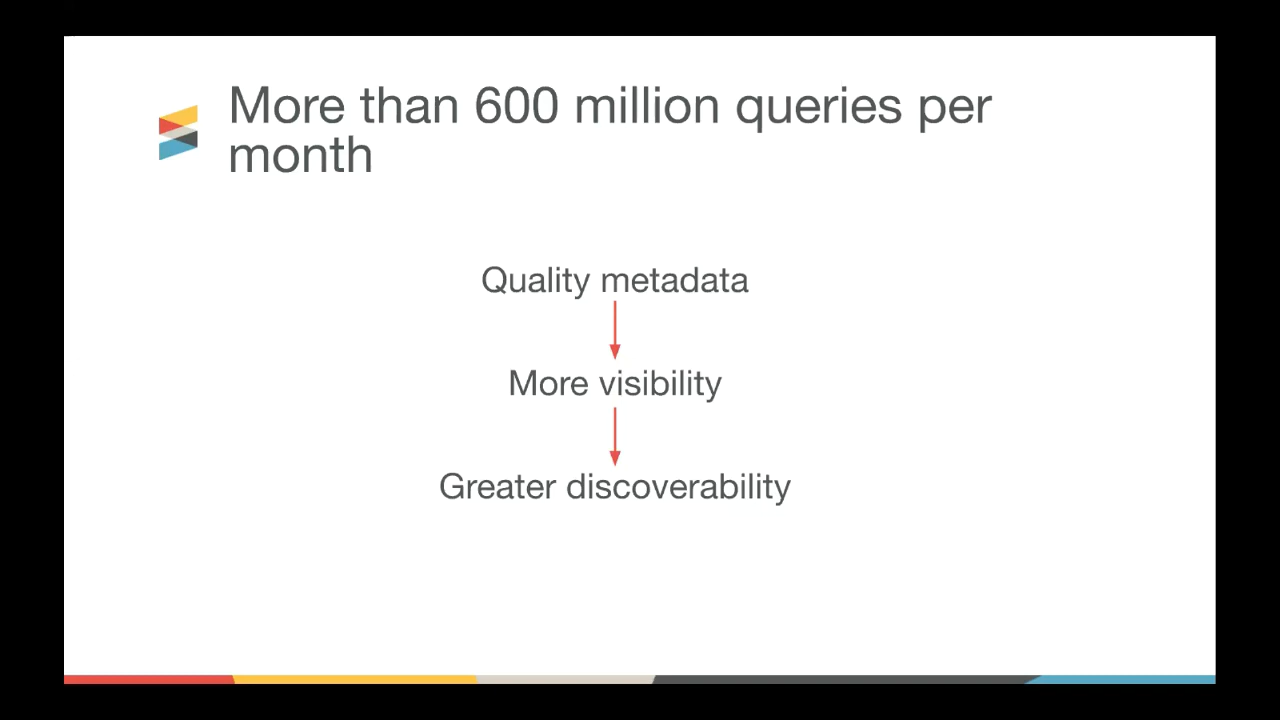 More than 600 million queries per
month
Quality metadata
More visibility
Greater discoverability